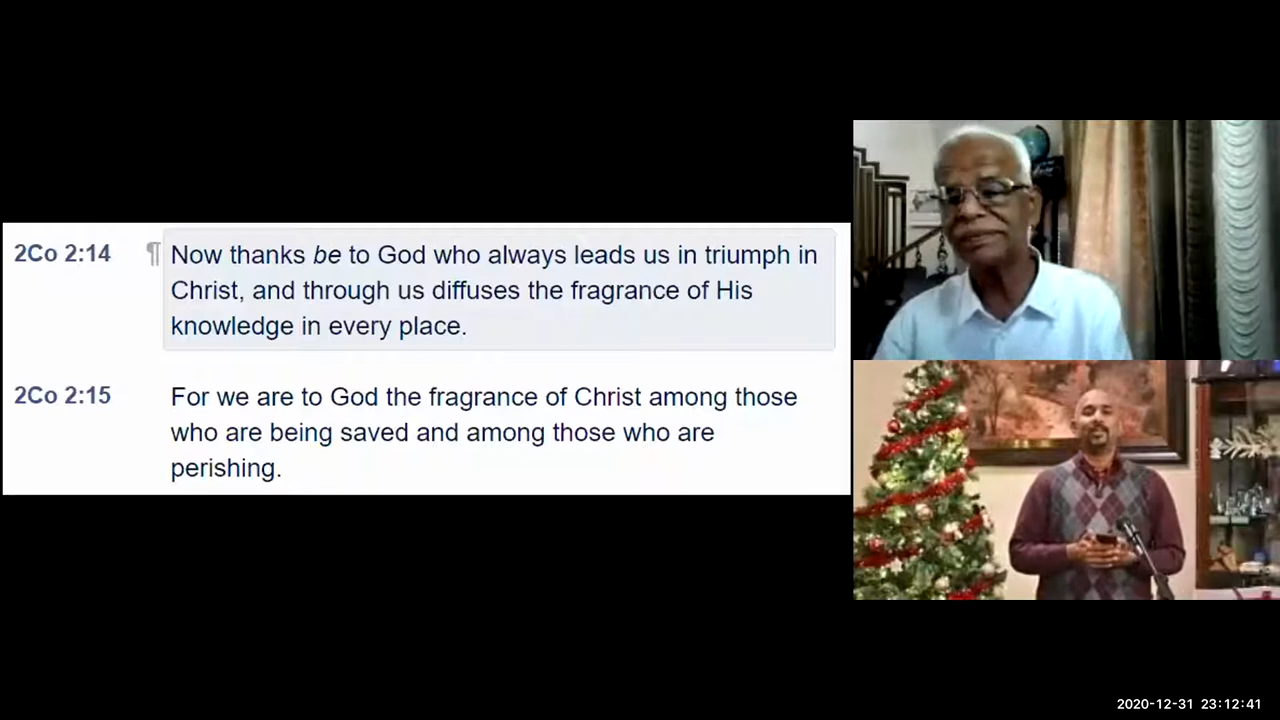 2Co 2:14 ¶ Now thanks be to God who always leads us in triumph in
Christ, and through us diffuses the fragrance of His
knowledge in every place.
2Co 2:15 For we are to God the fragrance of Christ among those
who are being saved and among those who are
perishing.
2020-12-31 23:12:41